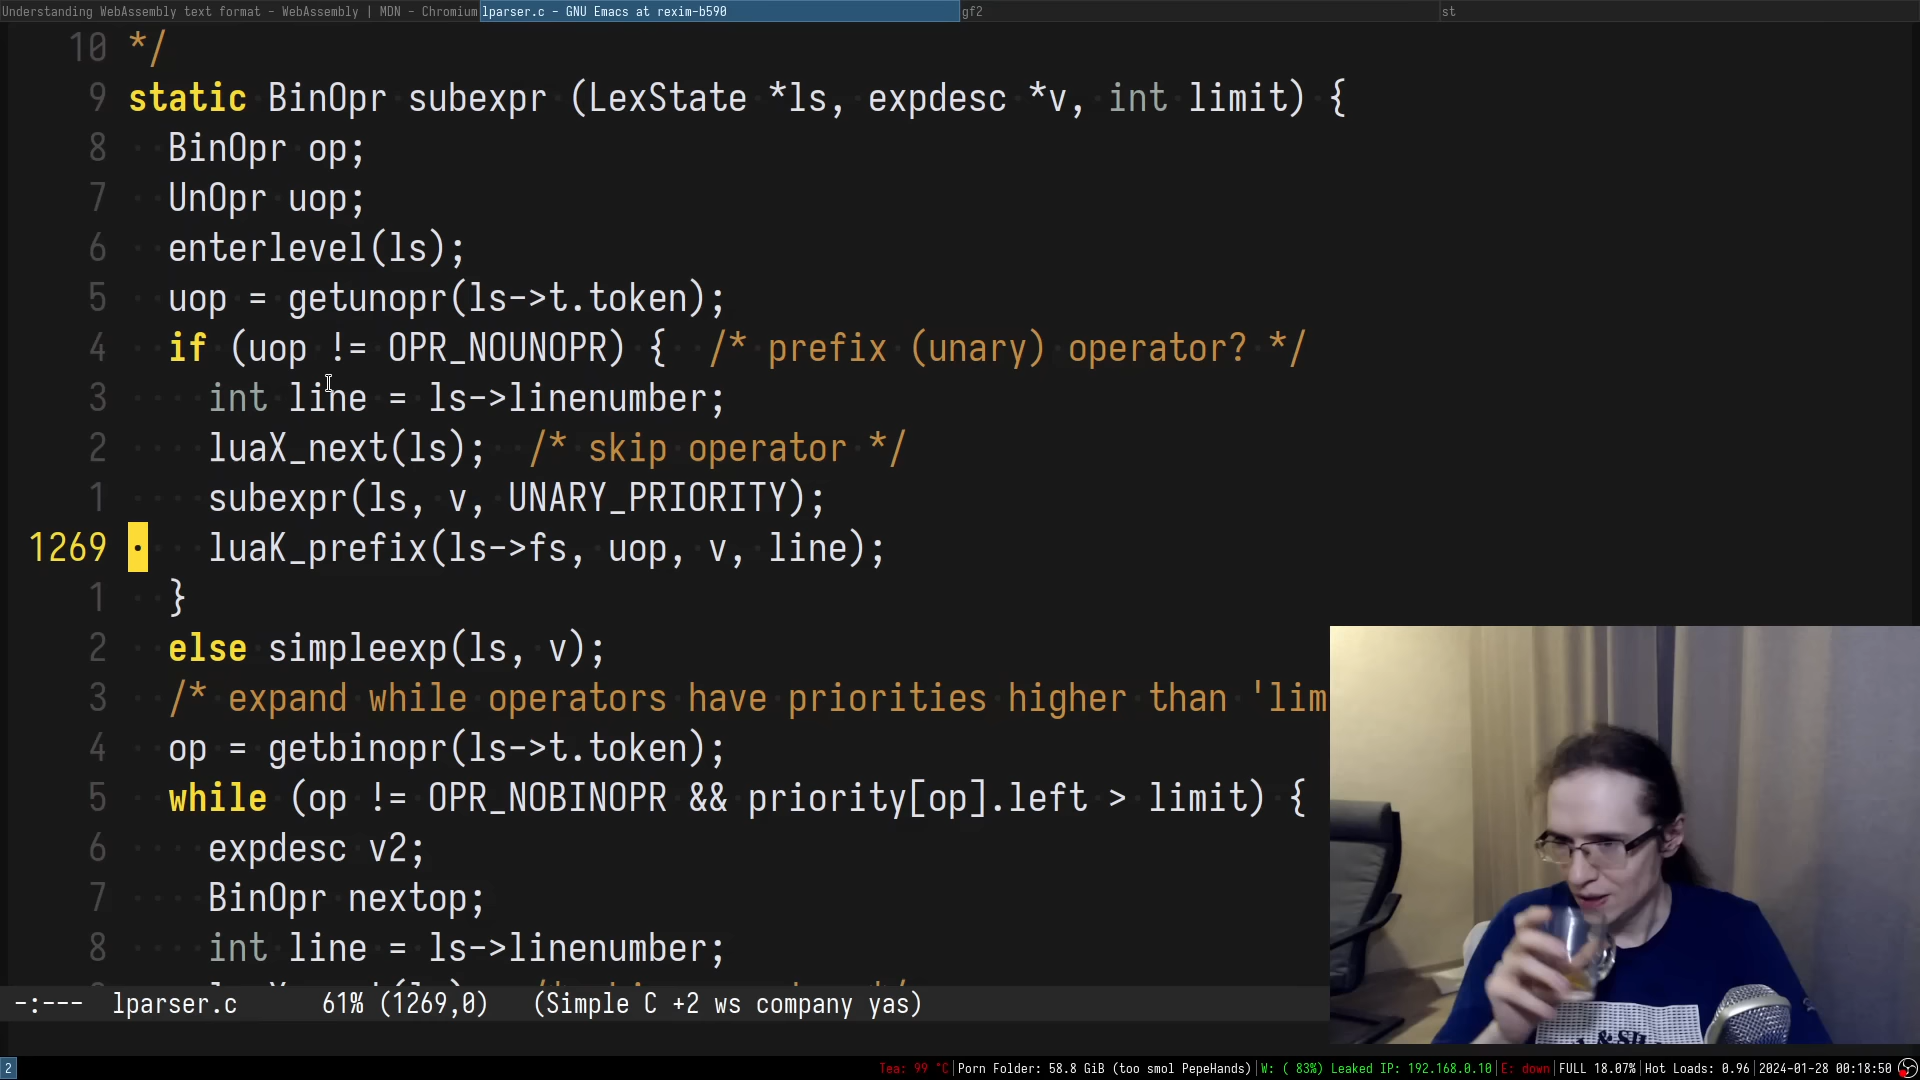 Understanding WebAssembly text format - WebAssembly | MDN - Chromium lparser.c - GNU Emacs at rexim-b590 gf2 st
10 */
9 static BinOpr subexpr (LexState *ls, expdesc *v, int limit) {
8 BinOpr op;
7 UnOpr uop;
6 enterlevel(ls);
5 uop = getunopr(ls->t.token);
4 if (uop != OPR_NOUNOPR) { /* prefix (unary) operator? */
3 int line = ls->linenumber;
2 luaX_next(ls); /* skip operator */
1 subexpr(ls, v, UNARY_PRIORITY);
1269 luaK_prefix(ls->fs, uop, v, line);
1 }
2 else simpleexp(ls, v);
3 /* expand while operators have priorities higher than 'lim
4 op = getbinopr(ls->t.token);
5 while (op != OPR_NOBINOPR && priority[op].left > limit) {
6 expdesc v2;
7 BinOpr nextop;
8 int line = ls->linenumber;
-:--- lparser.c 61% (1269,0) (Simple C +2 ws company yas)
2 Tea: 99 °C|Porn Folder: 58.8 GiB (too smol PepeHands)|W: ( 83%) Leaked IP: 192.168.0.10|E: down|FULL 18.07%|Hot Loads: 0.96|2024-01-28 00:18:50